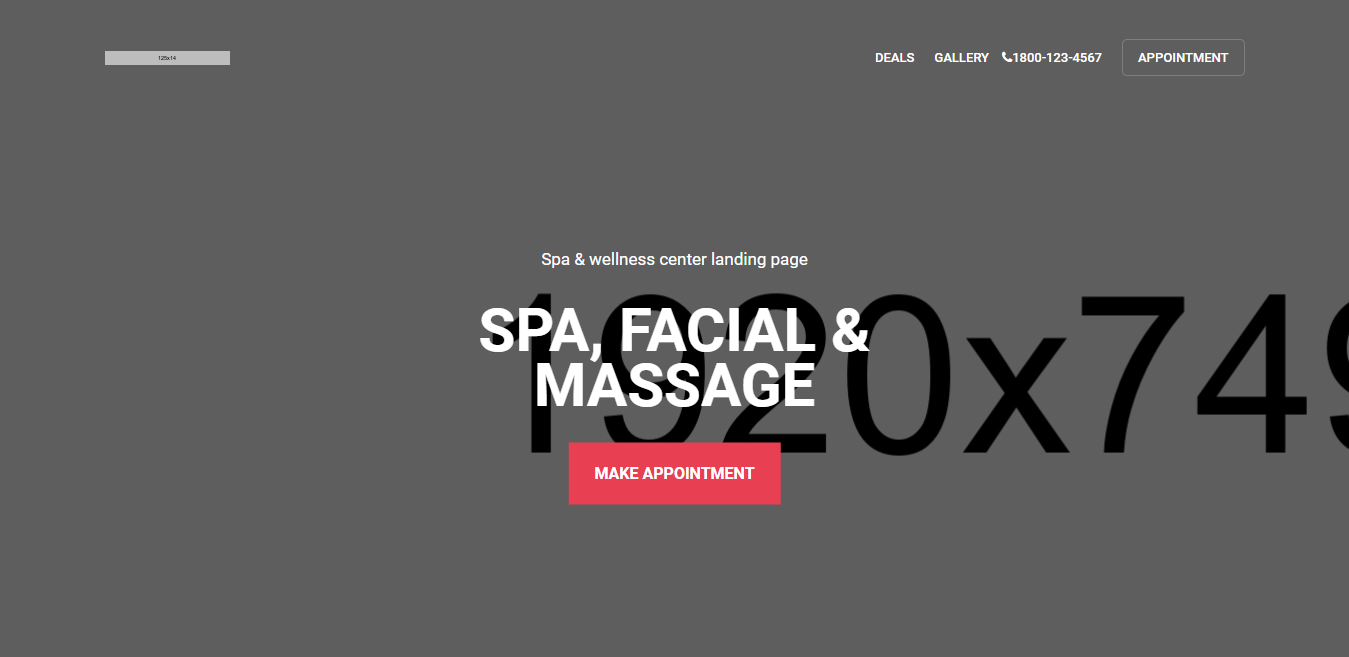 125x14
DEALS
GALLERY
1800-123-4567
APPOINTMENT
Spa & wellness center landing page
SPA, FACIAL &
MASSAGE
1920x749
MAKE APPOINTMENT